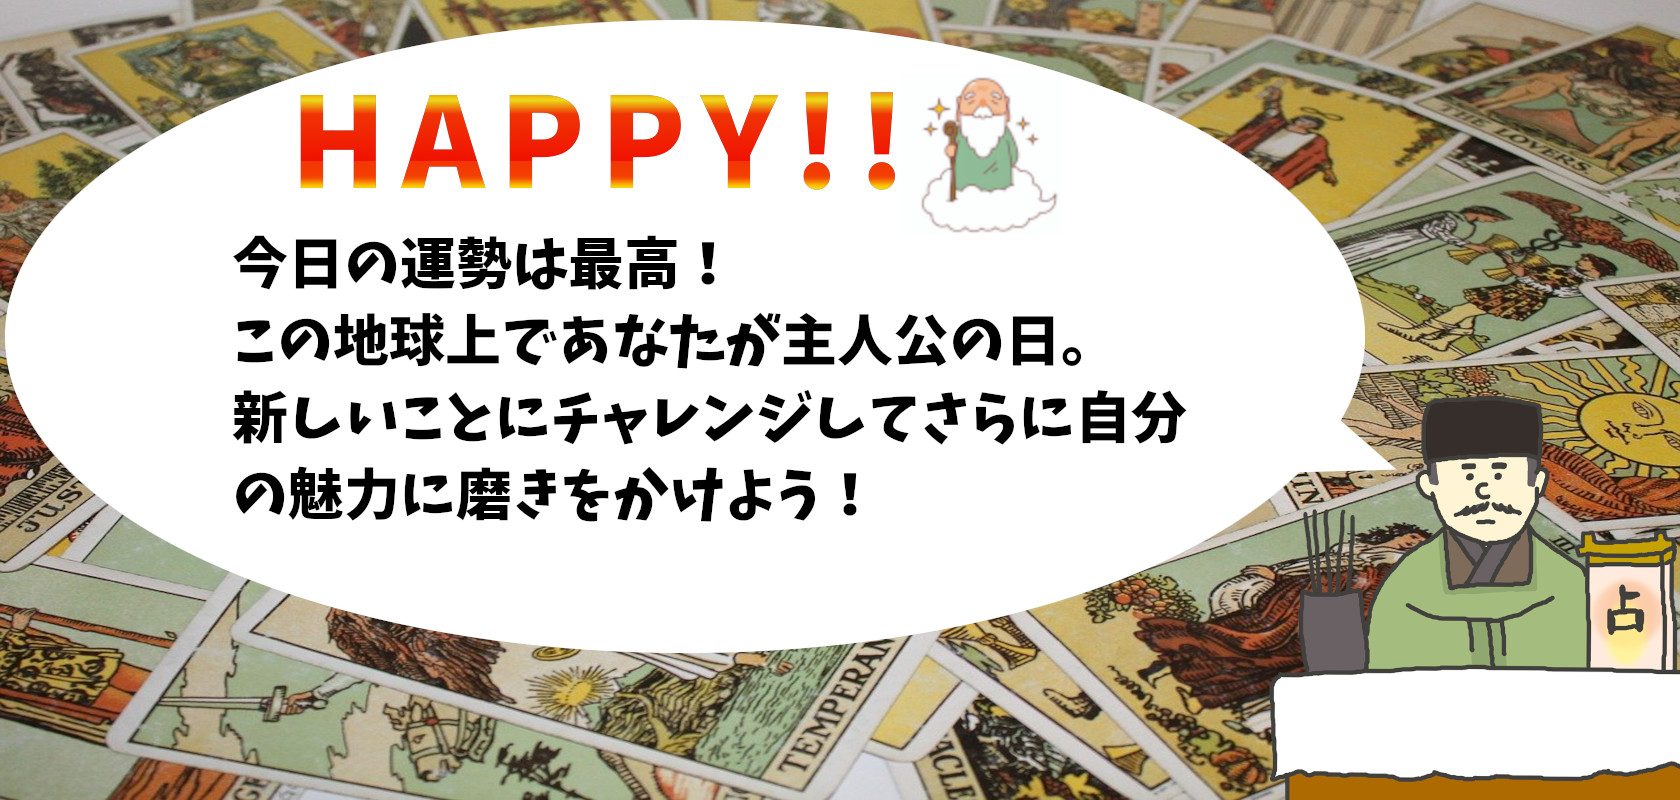 HAPPY!!
今日の運勢は最高！
この地球上であなたが主人公の日。
新しいことにチャレンジしてさらに自分
の魅力に磨きをかけよう！
THE LOVERS.
占
TEMPERAN